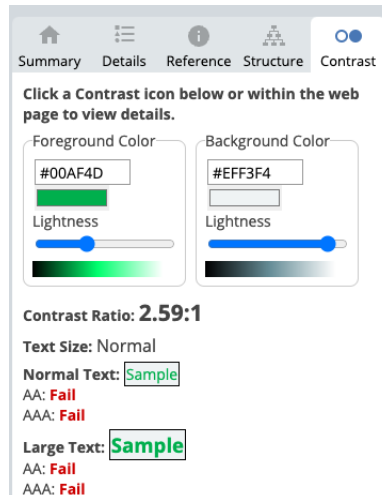 Summary Details Reference Structure Contrast
Click a Contrast icon below or within the web
page to view details.
Foreground Color
#00AF4D
Lightness
Background Color
#EFF3F4
Lightness
Contrast Ratio: 2.59:1
Text Size: Normal
Normal Text: Sample
AA: Fail
AAA: Fail
Large Text: Sample
AA: Fail
AAA: Fail